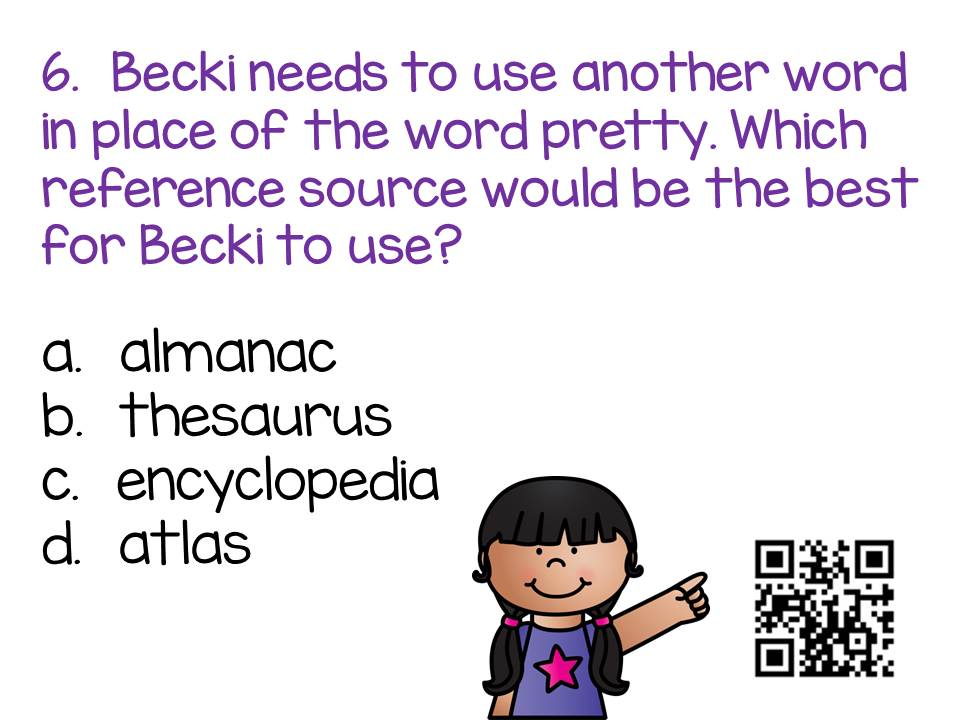 6. Becki needs to use another word
in place of the word pretty. Which
reference source would be the best
for Becki to use?
a. almanac
b. thesaurus
c. encyclopedia
d. atlas